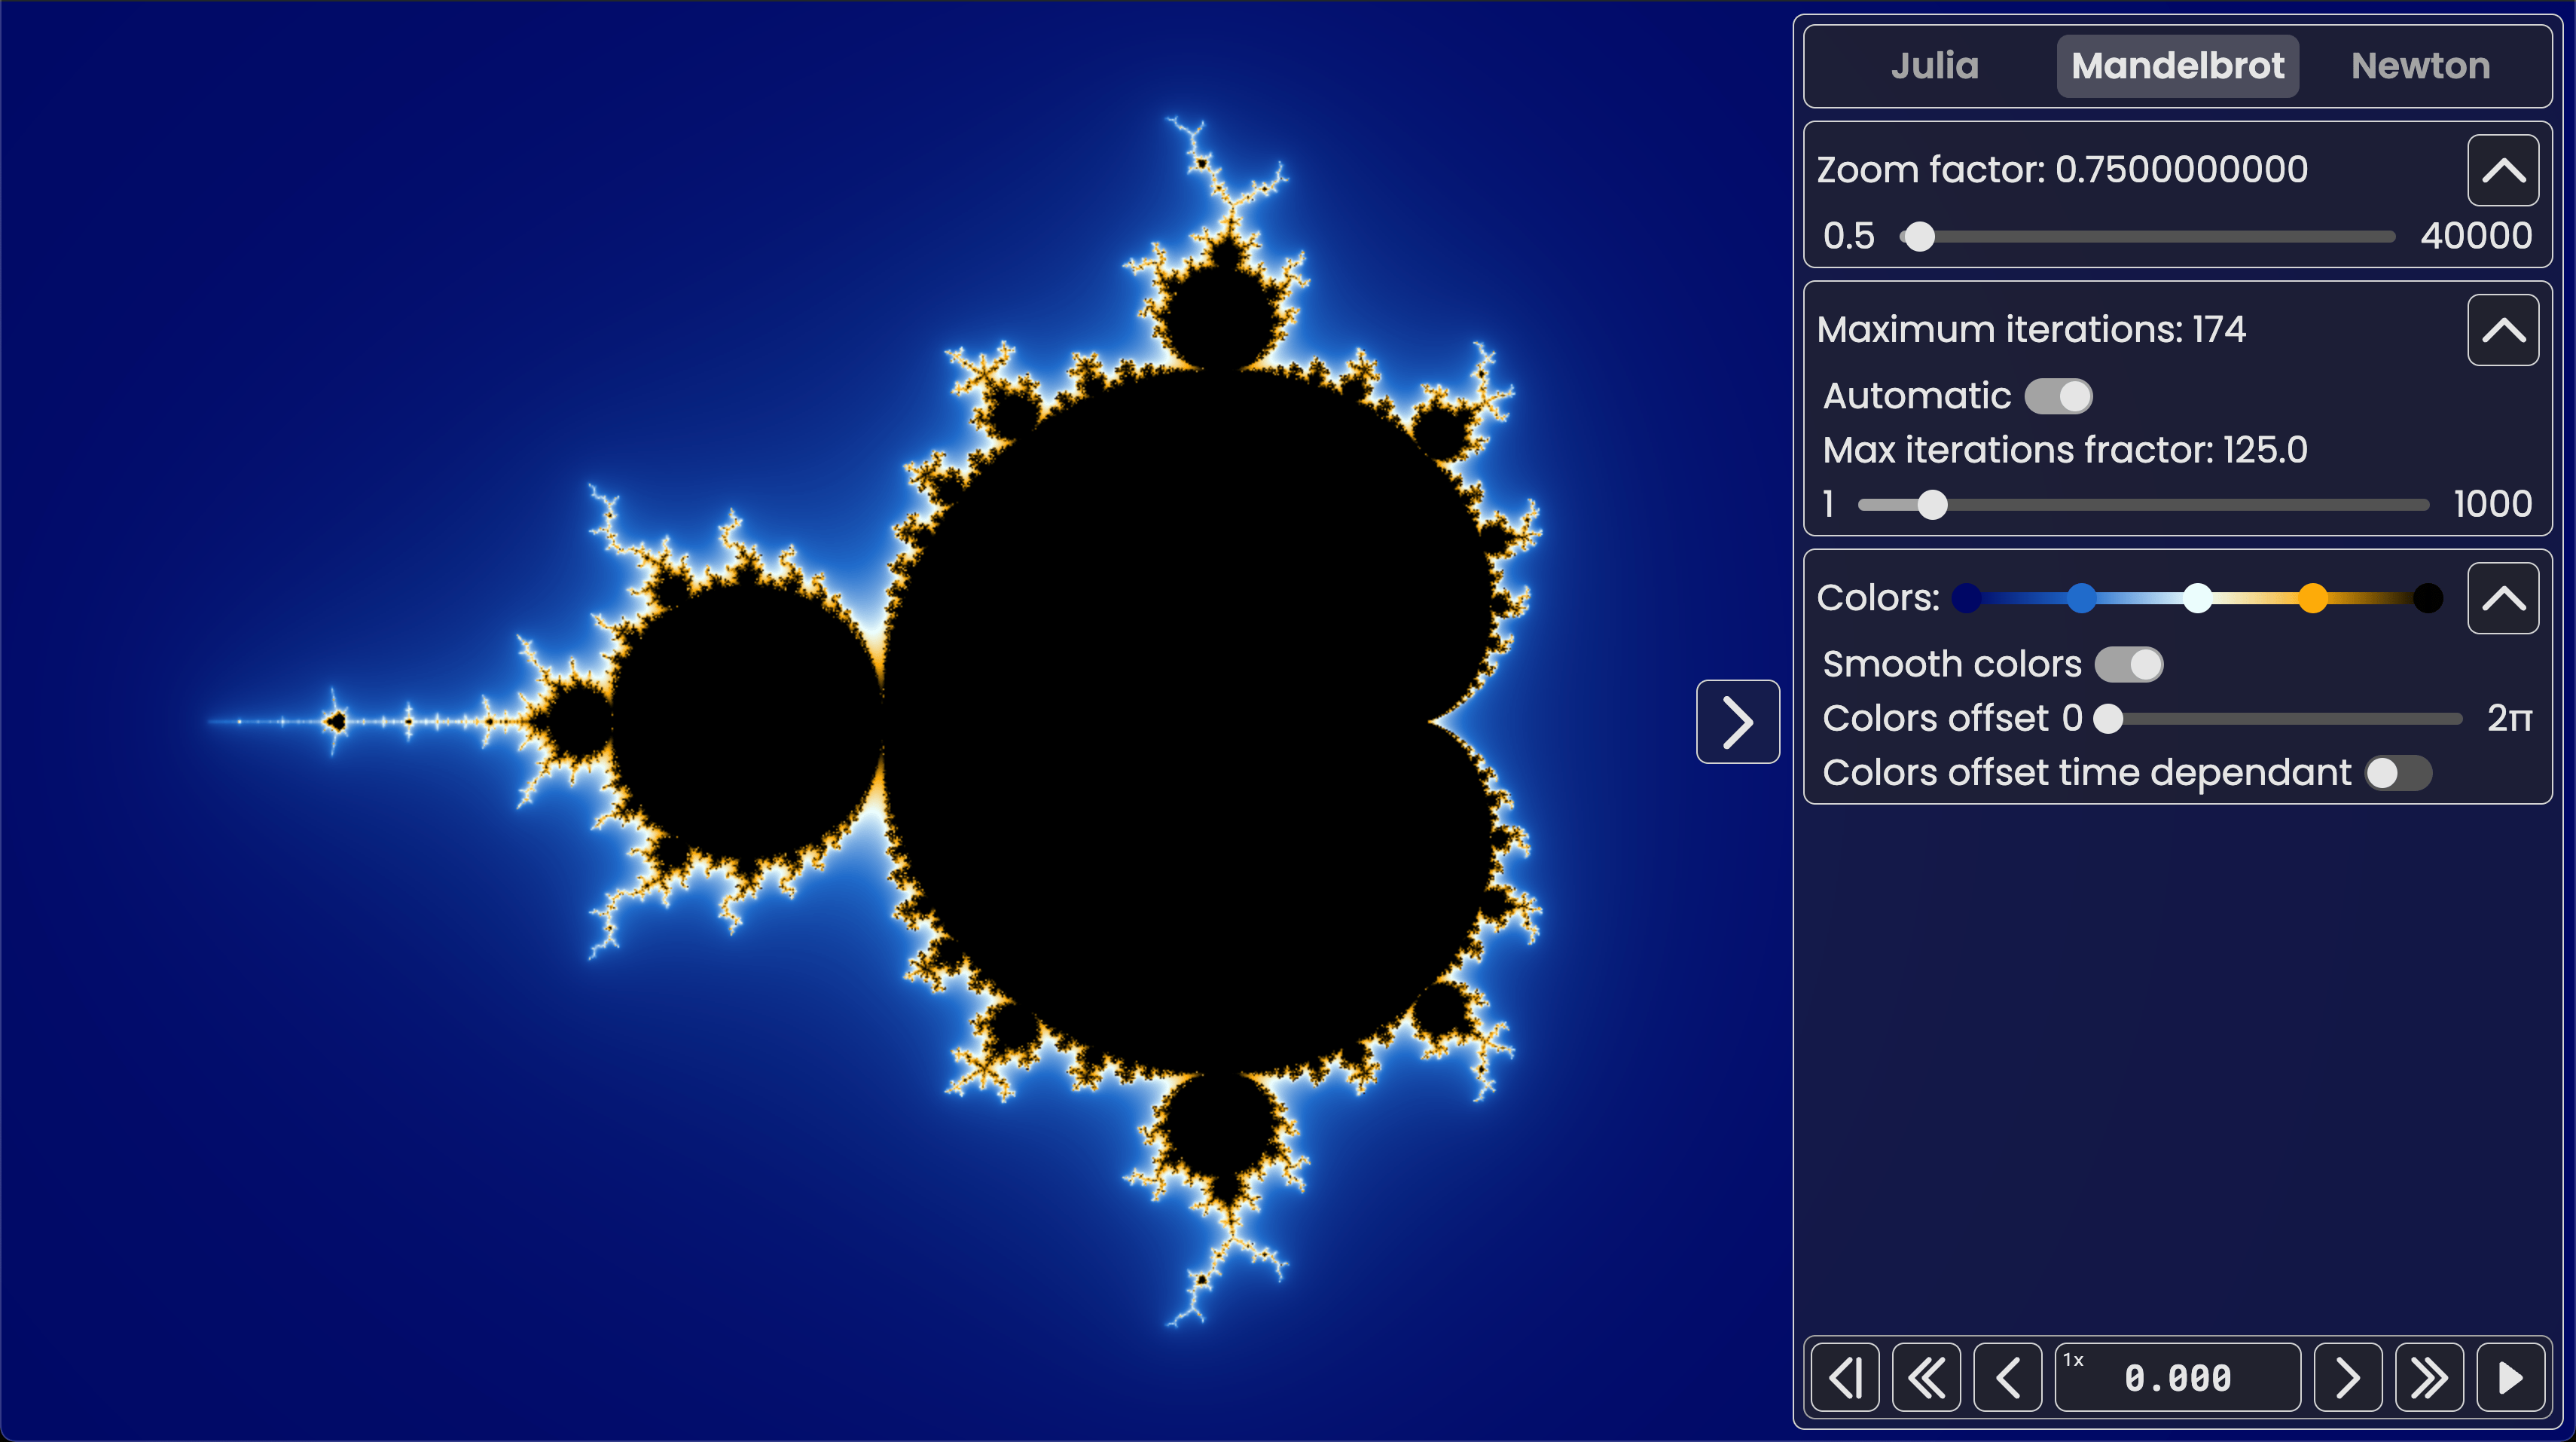 Julia Mandelbrot Newton
Zoom factor: 0.7500000000
0.5 40000
Maximum iterations: 174
Automatic
Max iterations fractor: 125.0
1 1000
Colors:
Smooth colors
Colors offset 0 2π
Colors offset time dependant
1x 0.000